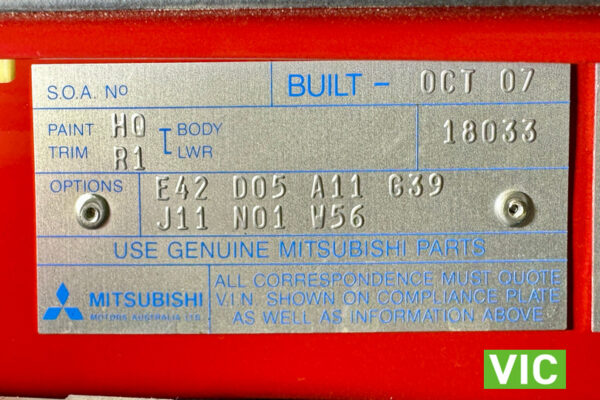 S.O.A. Nº
BUILT - OCT 07
PAINT HQ BODY
TRIM R1 LWR
18033
OPTIONS E42 D05 A11 G39
J11 N01 W56
USE GENUINE MITSUBISHI PARTS
MITSUBISHI
MOTORS AUSTRALIA LTD.
ALL CORRESPONDENCE MUST QUOTE
V.I.N. SHOWN ON COMPLIANCE PLATE
AS WELL AS INFORMATION ABOVE
VIC